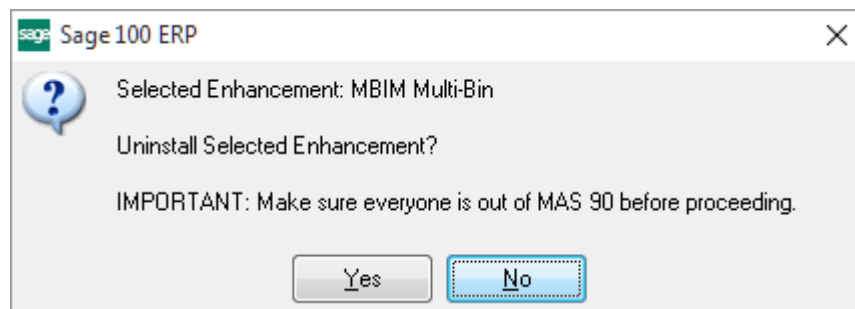 sage Sage 100 ERP
Selected Enhancement: MBIM Multi-Bin
Uninstall Selected Enhancement?
IMPORTANT: Make sure everyone is out of MAS 90 before proceeding.
Yes No